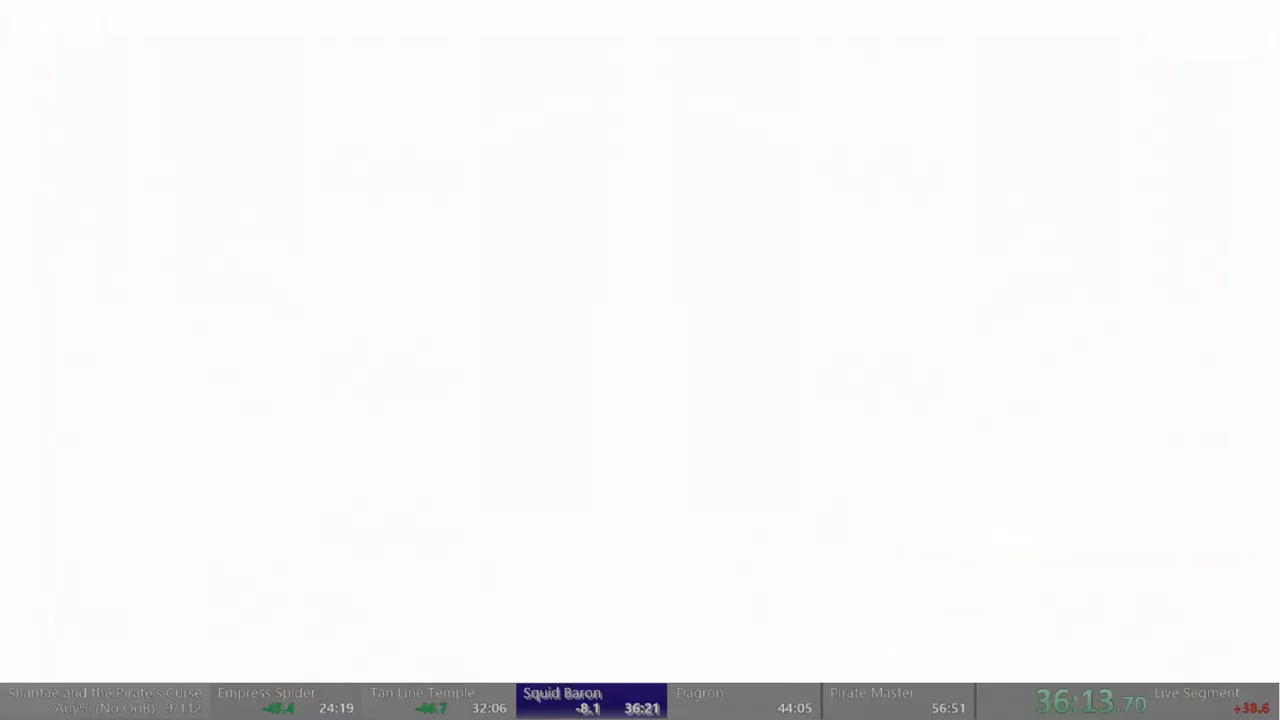 Shantae and the Pirate's Curse
Any% (No OoB) 9/112
Empress Spider
-45.4 24:19
Tan Line Temple
-46.7 32:06
Squid Baron
-8.1 36:21
Dagron
44:05
Pirate Master
56:51
36:13.70
Live Segment
+38.6